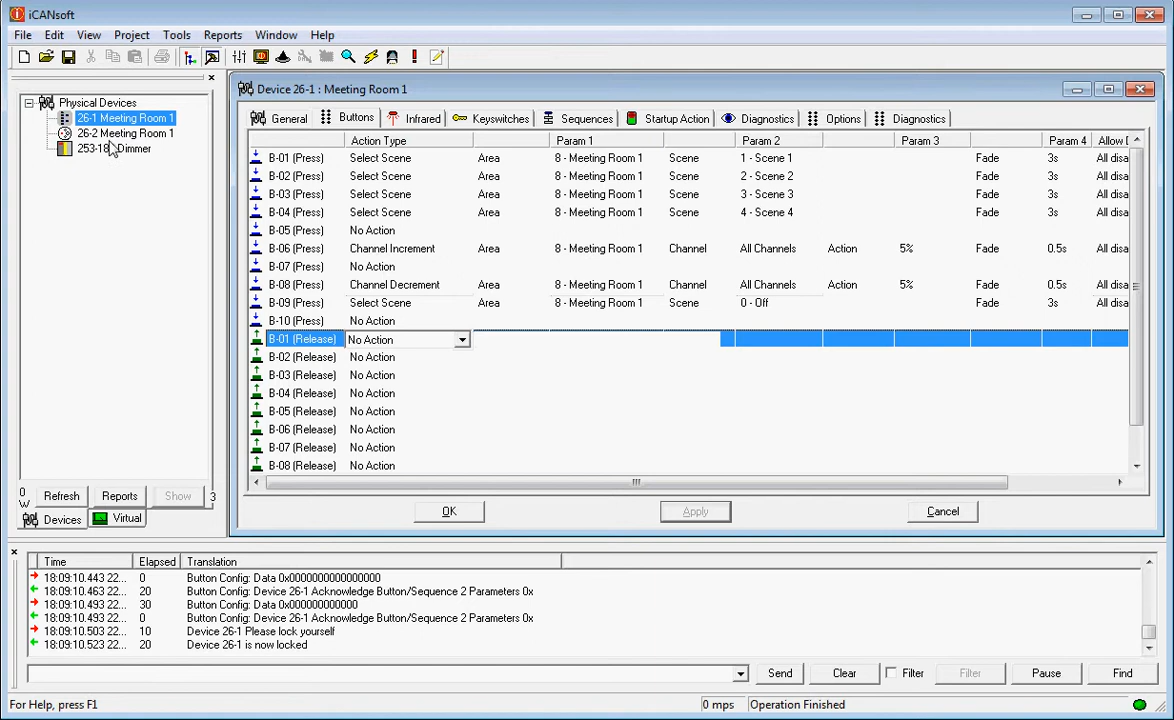 iCANsoft
File Edit View Project Tools Reports Window Help
Physical Devices
26-1 Meeting Room 1
26-2 Meeting Room 1
253-18 Dimmer
0 W Refresh Reports Show 3
Devices Virtual
Device 26-1 : Meeting Room 1
General Buttons Infrared Keyswitches Sequences Startup Action Diagnostics Options Diagnostics
Action Type Param 1 Param 2 Param 3 Param 4 Allow D
B-01 (Press) Select Scene Area 8 - Meeting Room 1 Scene 1 - Scene 1 Fade 3s All disa
B-02 (Press) Select Scene Area 8 - Meeting Room 1 Scene 2 - Scene 2 Fade 3s All disa
B-03 (Press) Select Scene Area 8 - Meeting Room 1 Scene 3 - Scene 3 Fade 3s All disa
B-04 (Press) Select Scene Area 8 - Meeting Room 1 Scene 4 - Scene 4 Fade 3s All disa
B-05 (Press) No Action
B-06 (Press) Channel Increment Area 8 - Meeting Room 1 Channel All Channels Action 5% Fade 0.5s All disa
B-07 (Press) No Action
B-08 (Press) Channel Decrement Area 8 - Meeting Room 1 Channel All Channels Action 5% Fade 0.5s All disa
B-09 (Press) Select Scene Area 8 - Meeting Room 1 Scene 0 - Off Fade 3s All disa
B-10 (Press) No Action
B-01 (Release) No Action
B-02 (Release) No Action
B-03 (Release) No Action
B-04 (Release) No Action
B-05 (Release) No Action
B-06 (Release) No Action
B-07 (Release) No Action
B-08 (Release) No Action
OK Apply Cancel
Time Elapsed Translation
18:09:10.443 22... 0 Button Config: Data 0x0000000000000000
18:09:10.463 22... 20 Button Config: Device 26-1 Acknowledge Button/Sequence 2 Parameters 0x
18:09:10.493 22... 30 Button Config: Data 0x000000000000
18:09:10.493 22... 0 Button Config: Device 26-1 Acknowledge Button/Sequence 2 Parameters 0x
18:09:10.503 22... 10 Device 26-1 Please lock yourself
18:09:10.523 22... 20 Device 26-1 is now locked
Send Clear Filter Filter Pause Find
For Help, press F1 0 mps Operation Finished